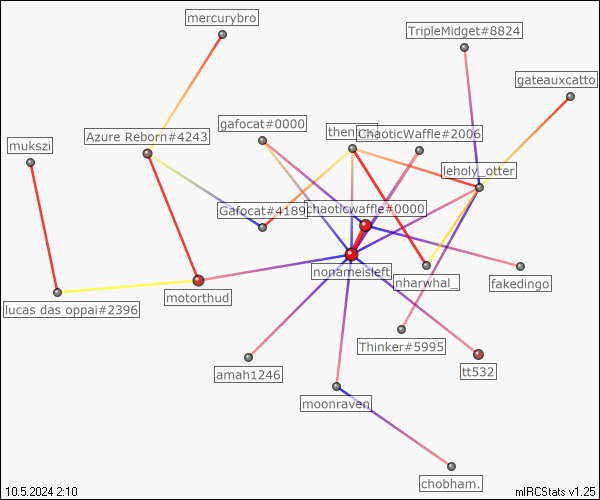 mercurybro
TripleMidget#8824
gateauxcatto
gafocat#0000
ChaoticWaffle#2006
Azure Reborn#4243
mukszi
leholy_otter
Gafocat#4189
chaoticwaffle#0000
nonameisleft
nharwhal_
fakedingo
motorthud
lucas das oppai#2396
Thinker#5995
amah1246
tt532
moonraven
chobham.
10.5.2024 2:10
mIRCStats v1.25